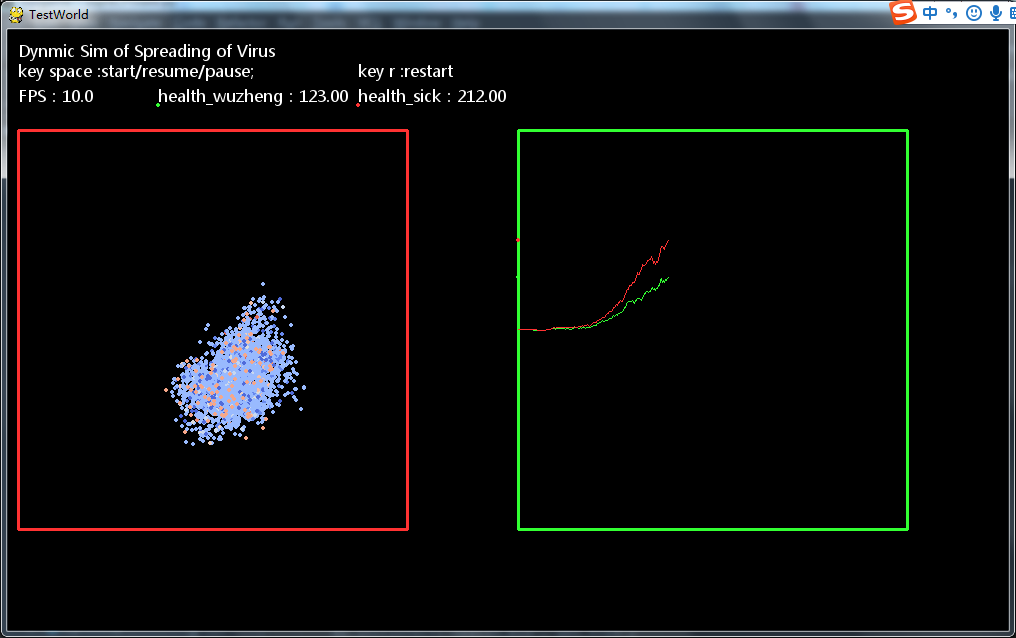 TestWorld
中
Dynmic Sim of Spreading of Virus
key space :start/resume/pause; key r :restart
FPS : 10.0 health_wuzheng : 123.00 health_sick : 212.00